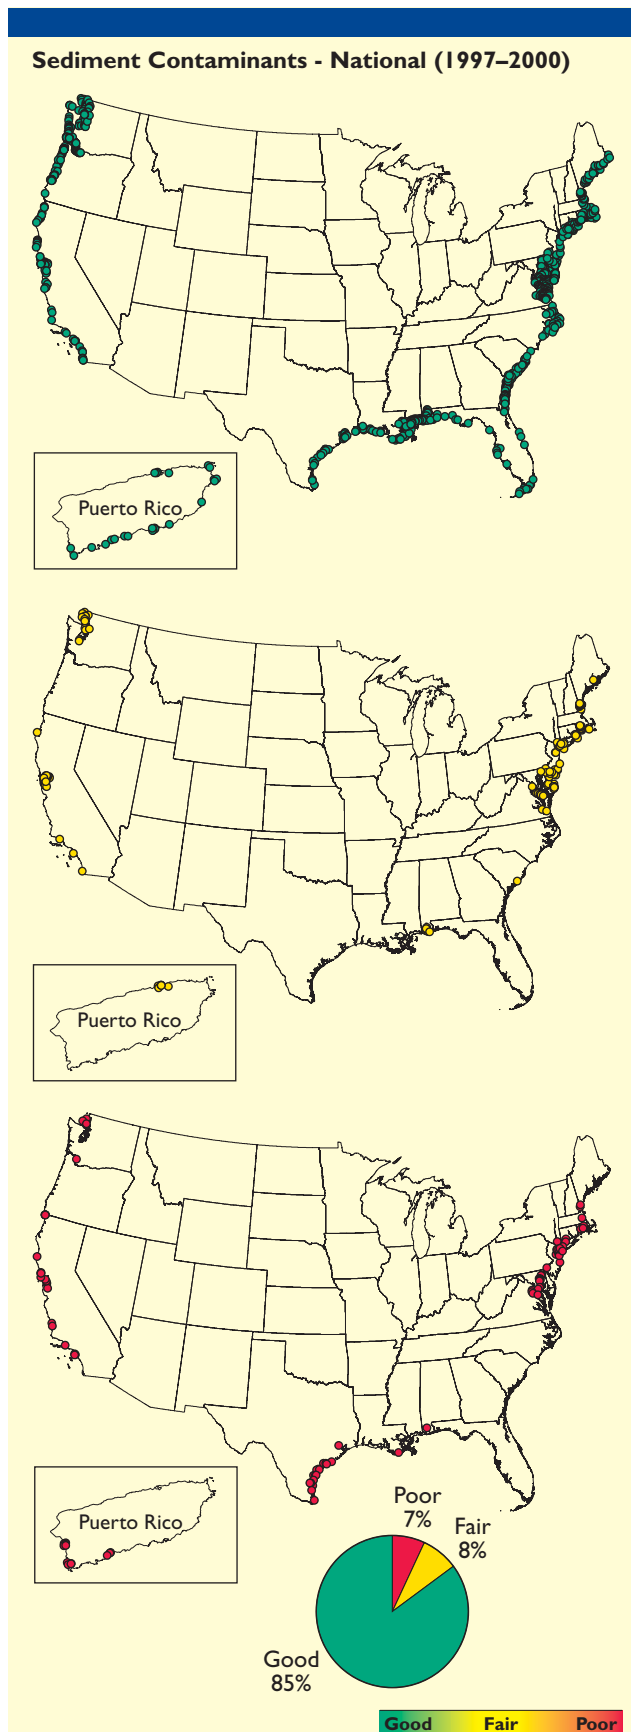 Sediment Contaminants - National (1997–2000)
Puerto Rico
Puerto Rico
Puerto Rico
Poor
7%
Fair
8%
Good
85%
Good Fair Poor